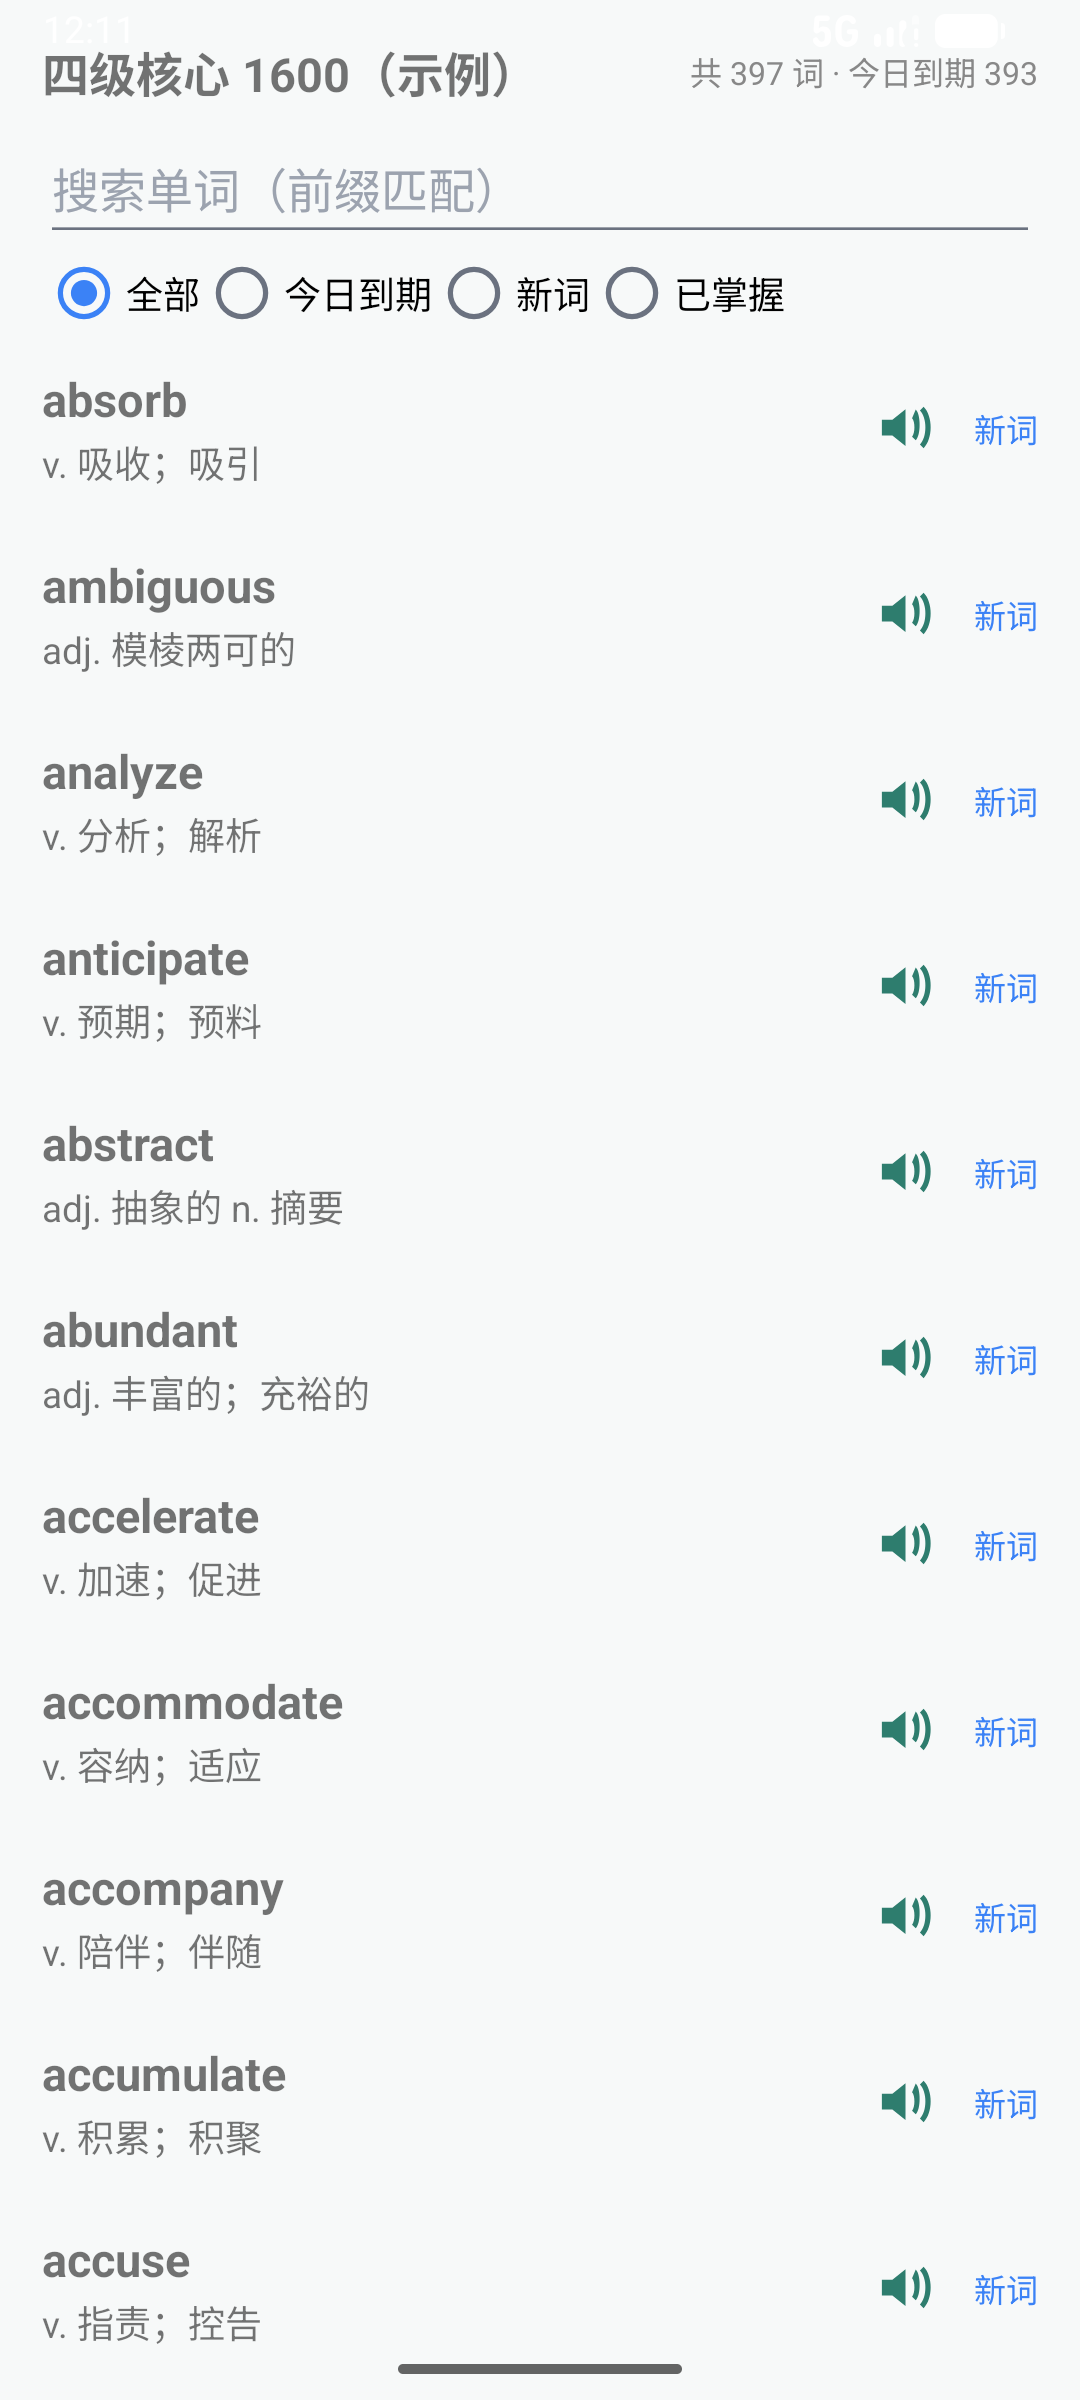 12:11
5G
四级核心 1600（示例）
共 397 词 · 今日到期 393
搜索单词（前缀匹配）
全部 今日到期 新词 已掌握
absorb
v. 吸收；吸引
新词
ambiguous
adj. 模棱两可的
新词
analyze
v. 分析；解析
新词
anticipate
v. 预期；预料
新词
abstract
adj. 抽象的 n. 摘要
新词
abundant
adj. 丰富的；充裕的
新词
accelerate
v. 加速；促进
新词
accommodate
v. 容纳；适应
新词
accompany
v. 陪伴；伴随
新词
accumulate
v. 积累；积聚
新词
accuse
v. 指责；控告
新词